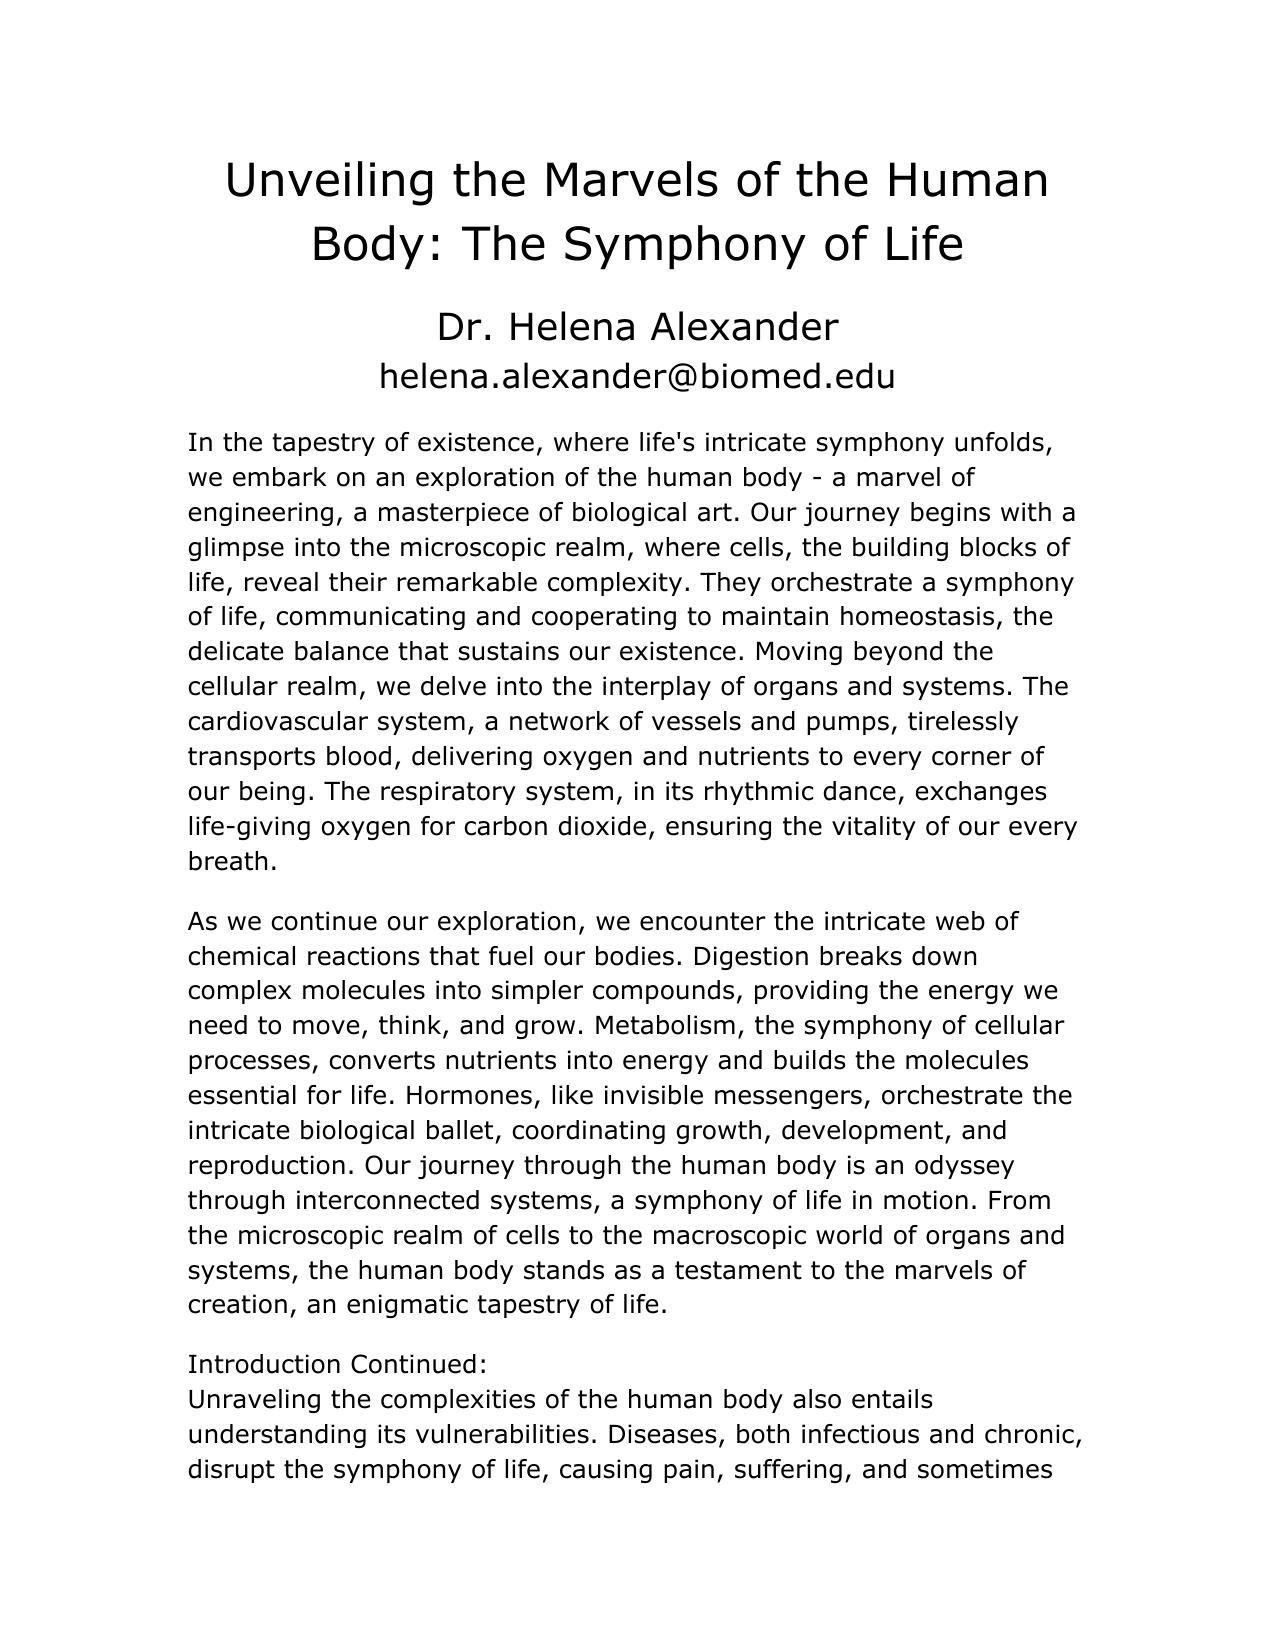 Unveiling the Marvels of the Human
Body: The Symphony of Life
Dr. Helena Alexander
helena.alexander@biomed.edu
In the tapestry of existence, where life's intricate symphony unfolds,
we embark on an exploration of the human body - a marvel of
engineering, a masterpiece of biological art. Our journey begins with a
glimpse into the microscopic realm, where cells, the building blocks of
life, reveal their remarkable complexity. They orchestrate a symphony
of life, communicating and cooperating to maintain homeostasis, the
delicate balance that sustains our existence. Moving beyond the
cellular realm, we delve into the interplay of organs and systems. The
cardiovascular system, a network of vessels and pumps, tirelessly
transports blood, delivering oxygen and nutrients to every corner of
our being. The respiratory system, in its rhythmic dance, exchanges
life-giving oxygen for carbon dioxide, ensuring the vitality of our every
breath.
As we continue our exploration, we encounter the intricate web of
chemical reactions that fuel our bodies. Digestion breaks down
complex molecules into simpler compounds, providing the energy we
need to move, think, and grow. Metabolism, the symphony of cellular
processes, converts nutrients into energy and builds the molecules
essential for life. Hormones, like invisible messengers, orchestrate the
intricate biological ballet, coordinating growth, development, and
reproduction. Our journey through the human body is an odyssey
through interconnected systems, a symphony of life in motion. From
the microscopic realm of cells to the macroscopic world of organs and
systems, the human body stands as a testament to the marvels of
creation, an enigmatic tapestry of life.
Introduction Continued:
Unraveling the complexities of the human body also entails
understanding its vulnerabilities. Diseases, both infectious and chronic,
disrupt the symphony of life, causing pain, suffering, and sometimes